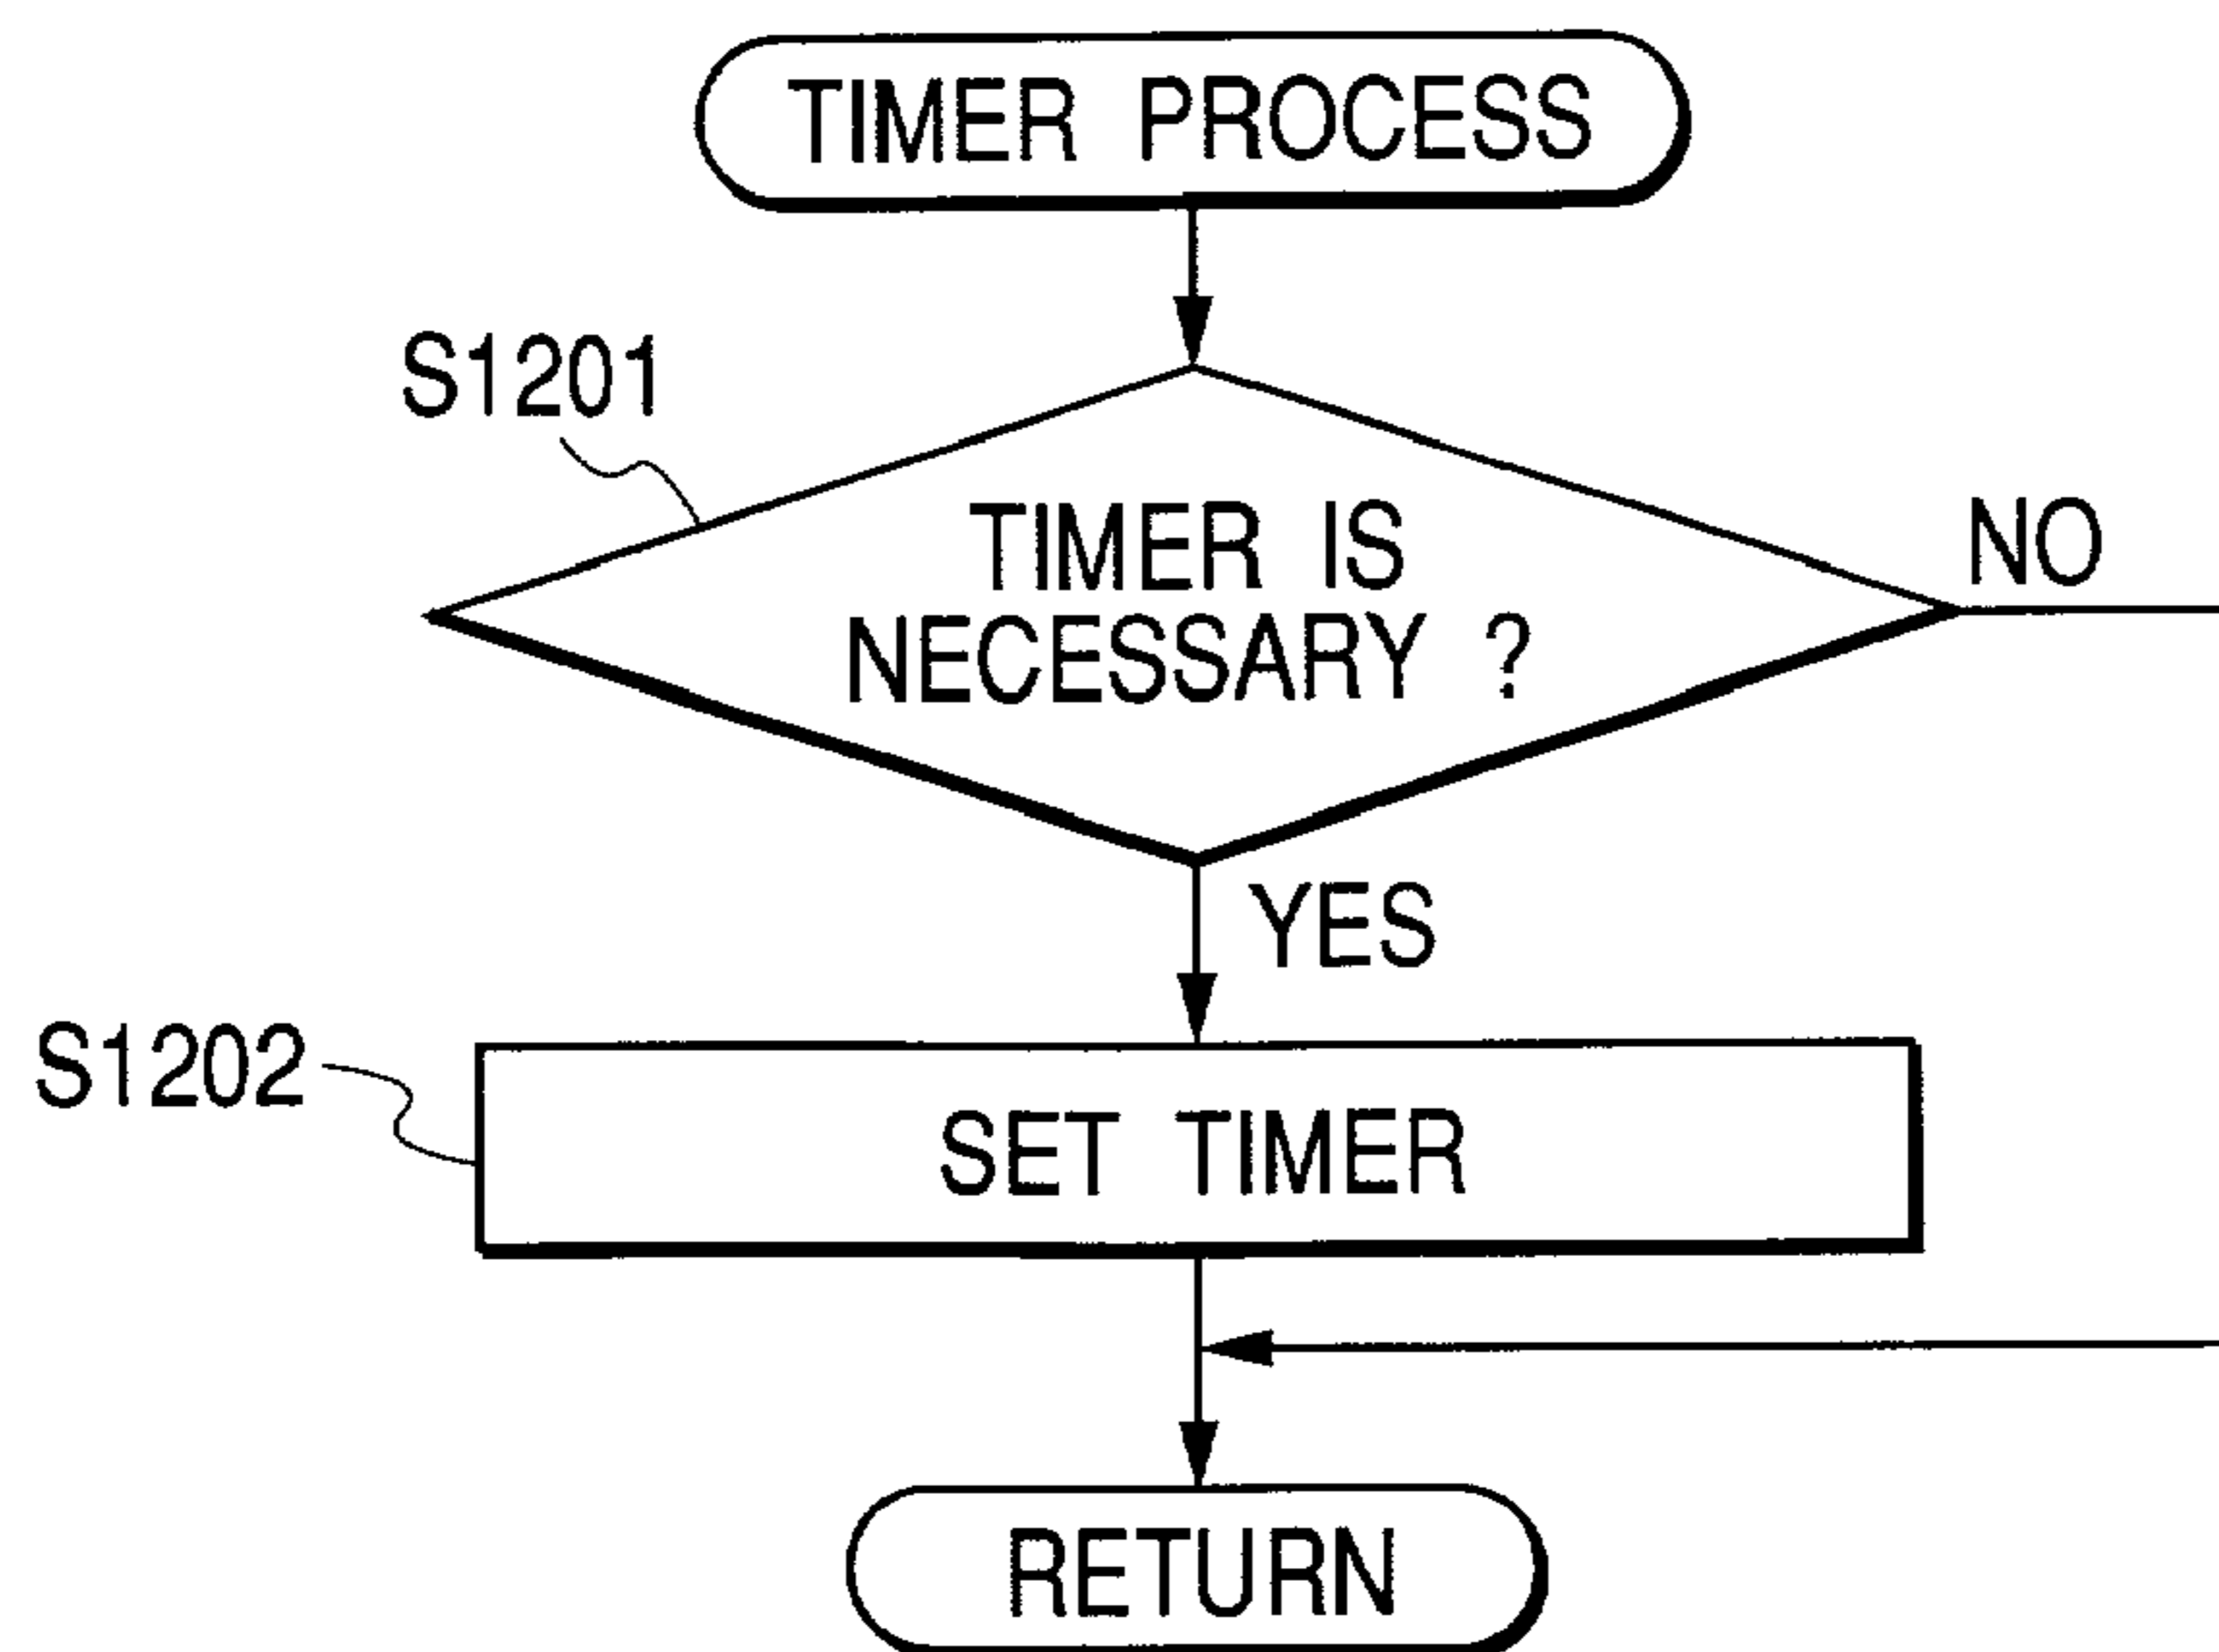 TIMER PROCESS
S1201
TIMER IS
NECESSARY ?
NO
YES
S1202
SET TIMER
RETURN